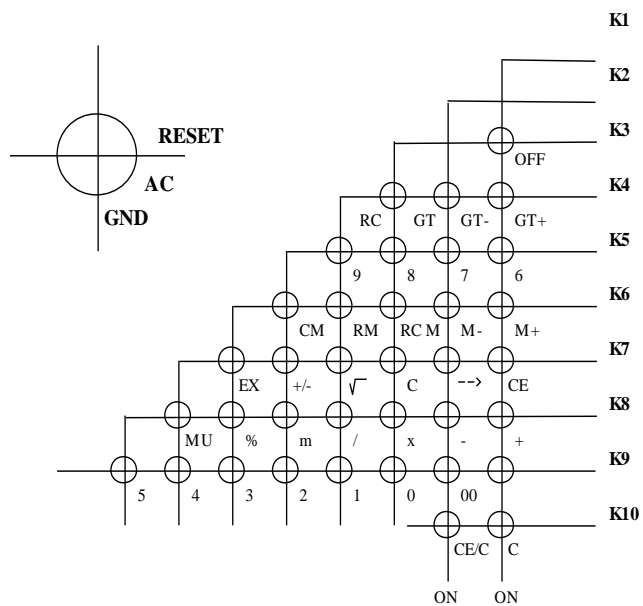 K1
K2
RESET
K3
OFF
AC
K4
GND
RC GT GT- GT+
K5
9 8 7 6
K6
CM RM RC M M- M+
K7
EX +/- √ C --> CE
K8
MU % m / x - +
K9
5 4 3 2 1 0 00
K10
CE/C C
ON ON